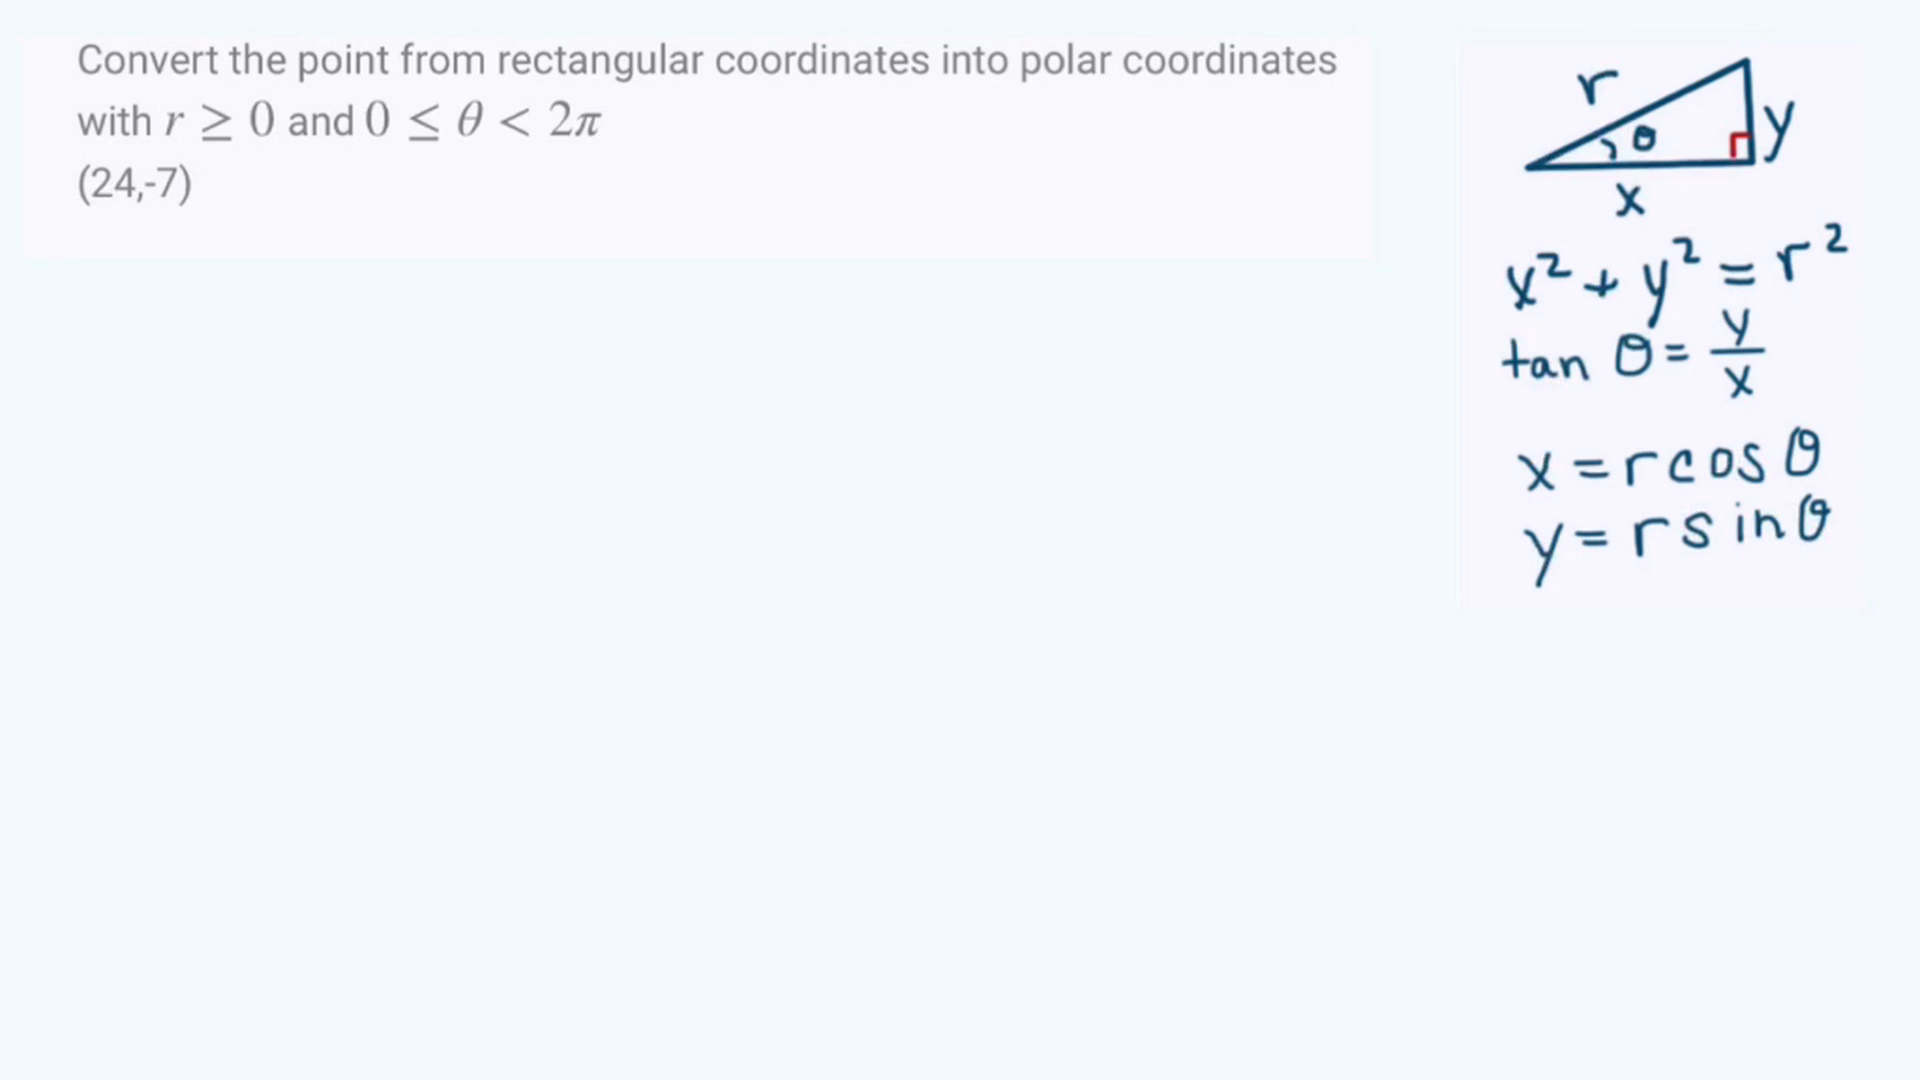 Convert the point from rectangular coordinates into polar coordinates
with r ≥ 0 and 0 ≤ θ < 2π
(24,-7)
r
θ
y
x
x² + y² = r²
tan θ = y/x
x = r cos θ
y = r sin θ